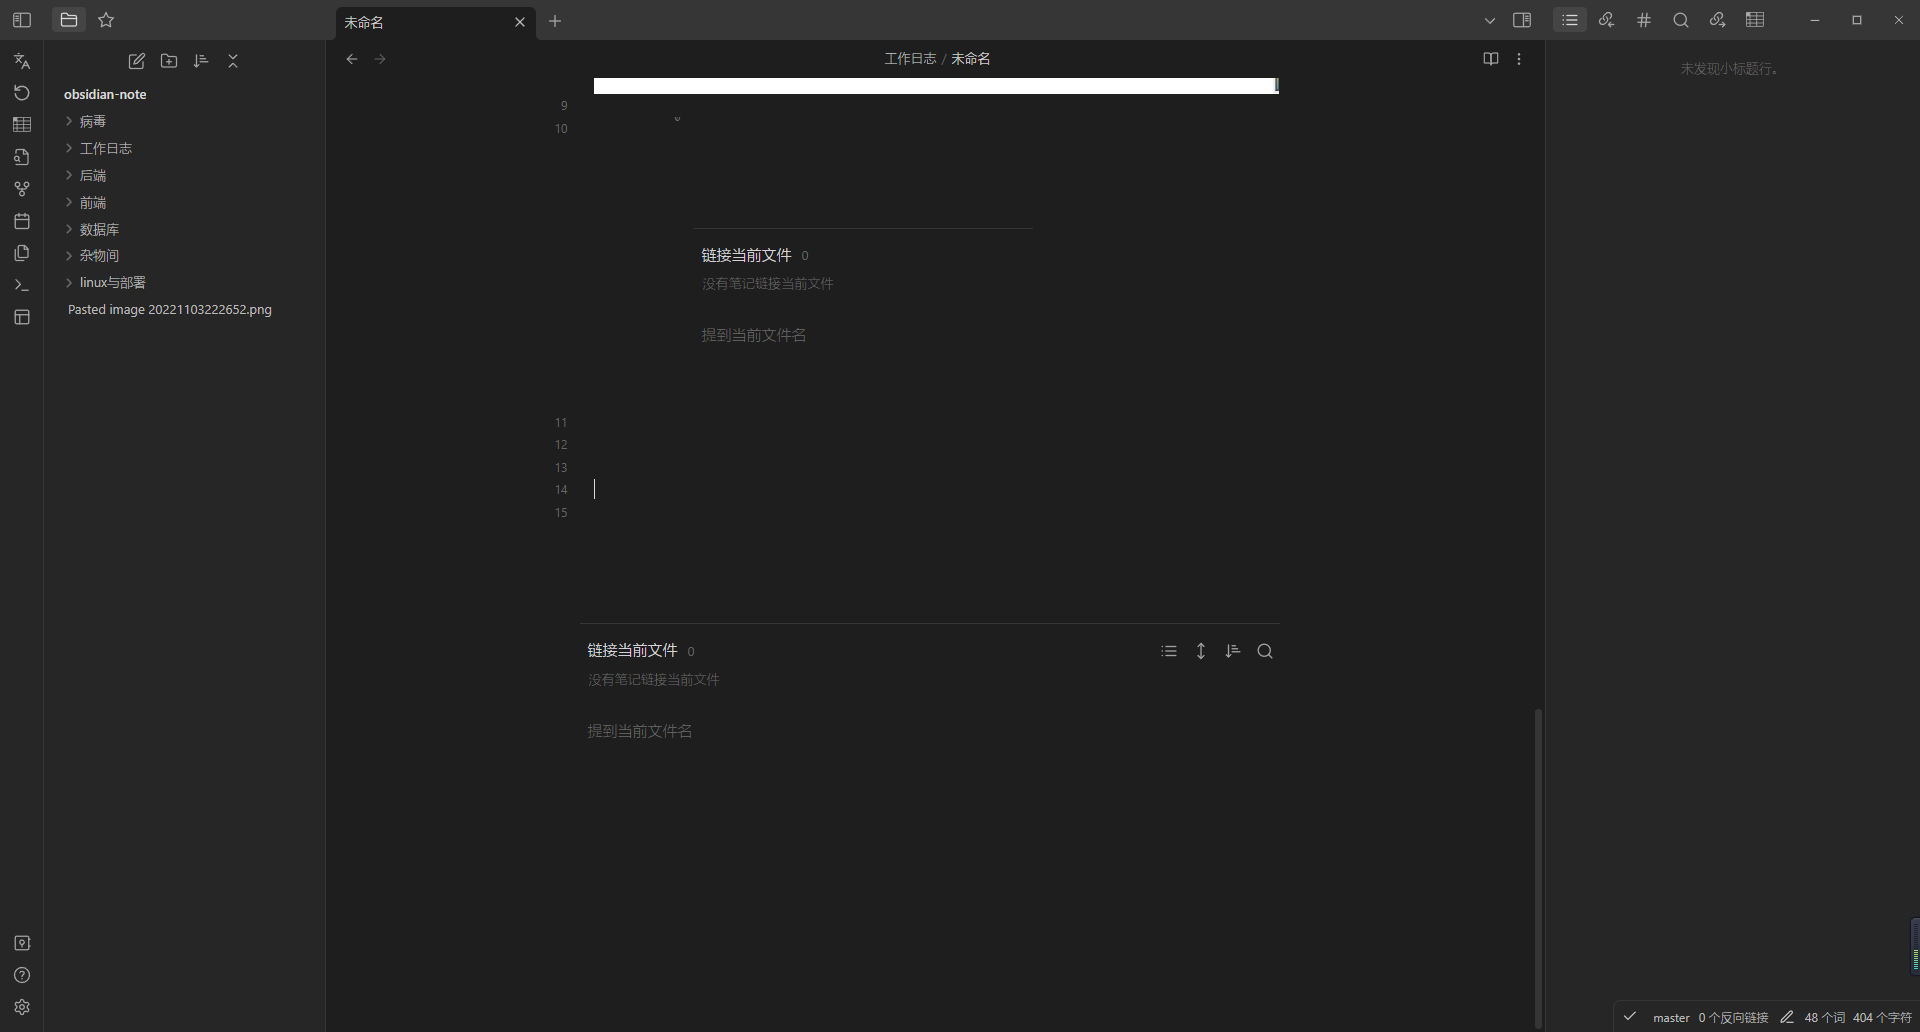 未命名
工作日志 / 未命名
obsidian-note
病毒
工作日志
后端
前端
数据库
杂物间
linux与部署
Pasted image 20221103222652.png
9
10
链接当前文件 0
没有笔记链接当前文件
提到当前文件名
11
12
13
14
15
链接当前文件 0
没有笔记链接当前文件
提到当前文件名
未发现小标题行。
master 0 个反向链接 48 个词 404 个字符